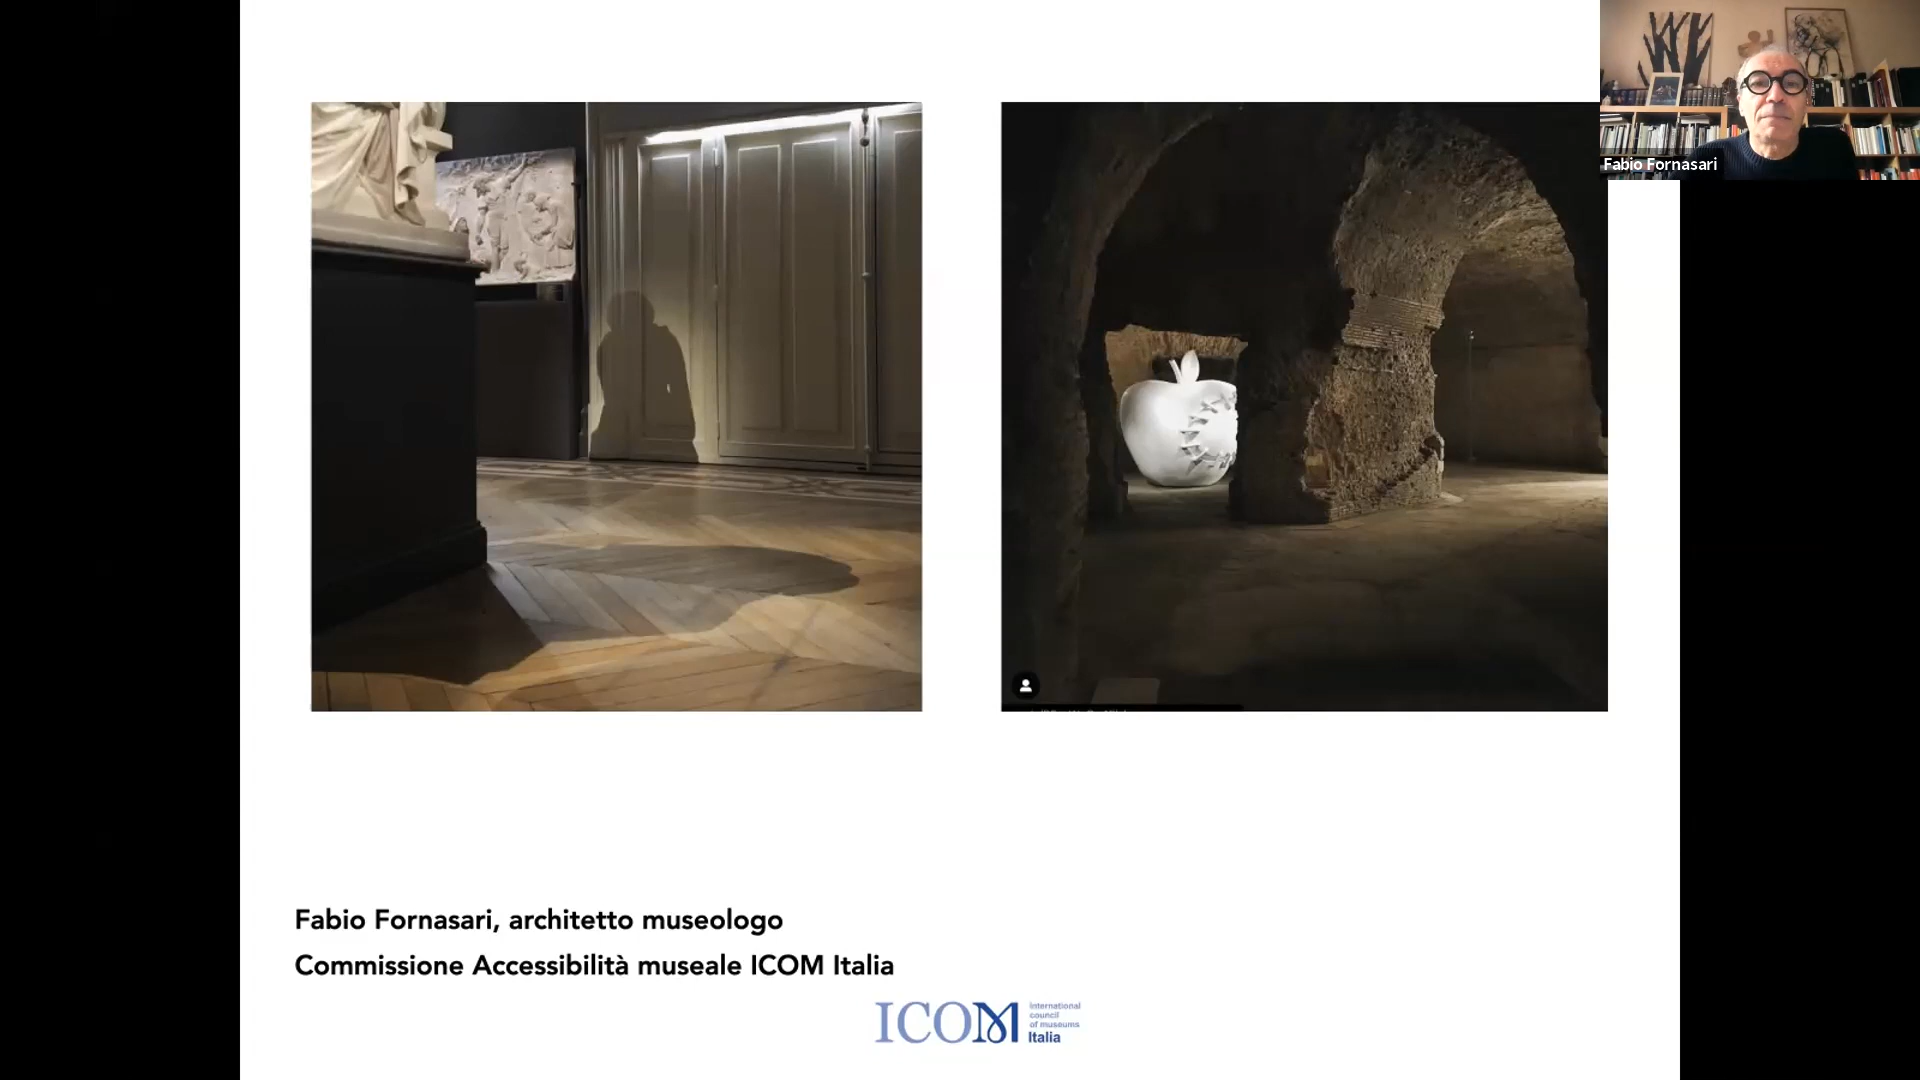 Fabio Fornasari
Fabio Fornasari, architetto museologo
Commissione Accessibilità museale ICOM Italia
ICOM
international
council
of museums
Italia